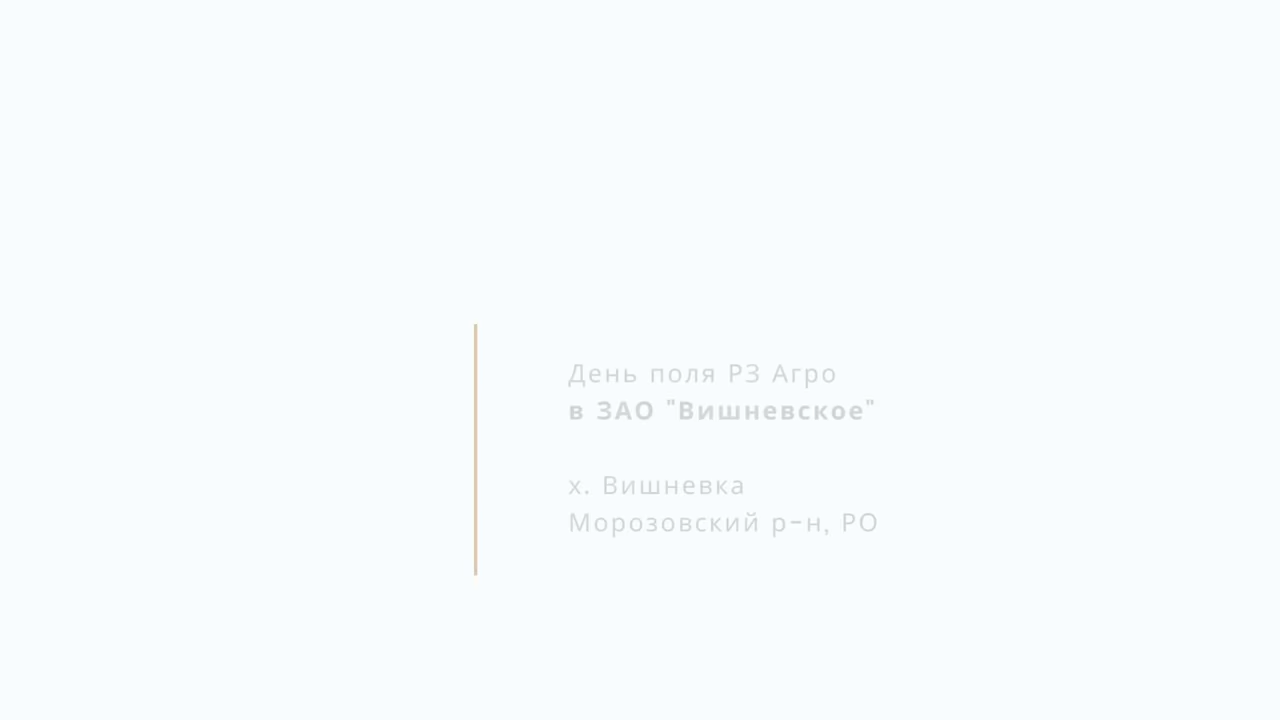 День поля РЗ Агро
в ЗАО "Вишневское"
х. Вишневка
Морозовский р-н, РО